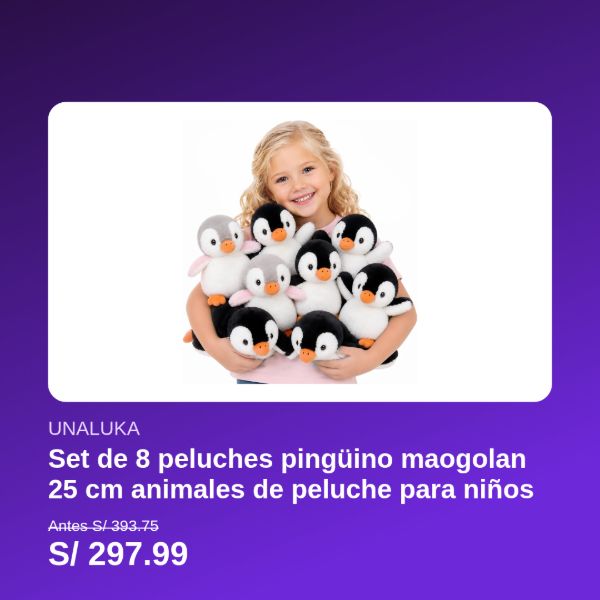 UNALUKA
Set de 8 peluches pingüino maogolan
25 cm animales de peluche para niños
Antes S/ 393.75
S/ 297.99